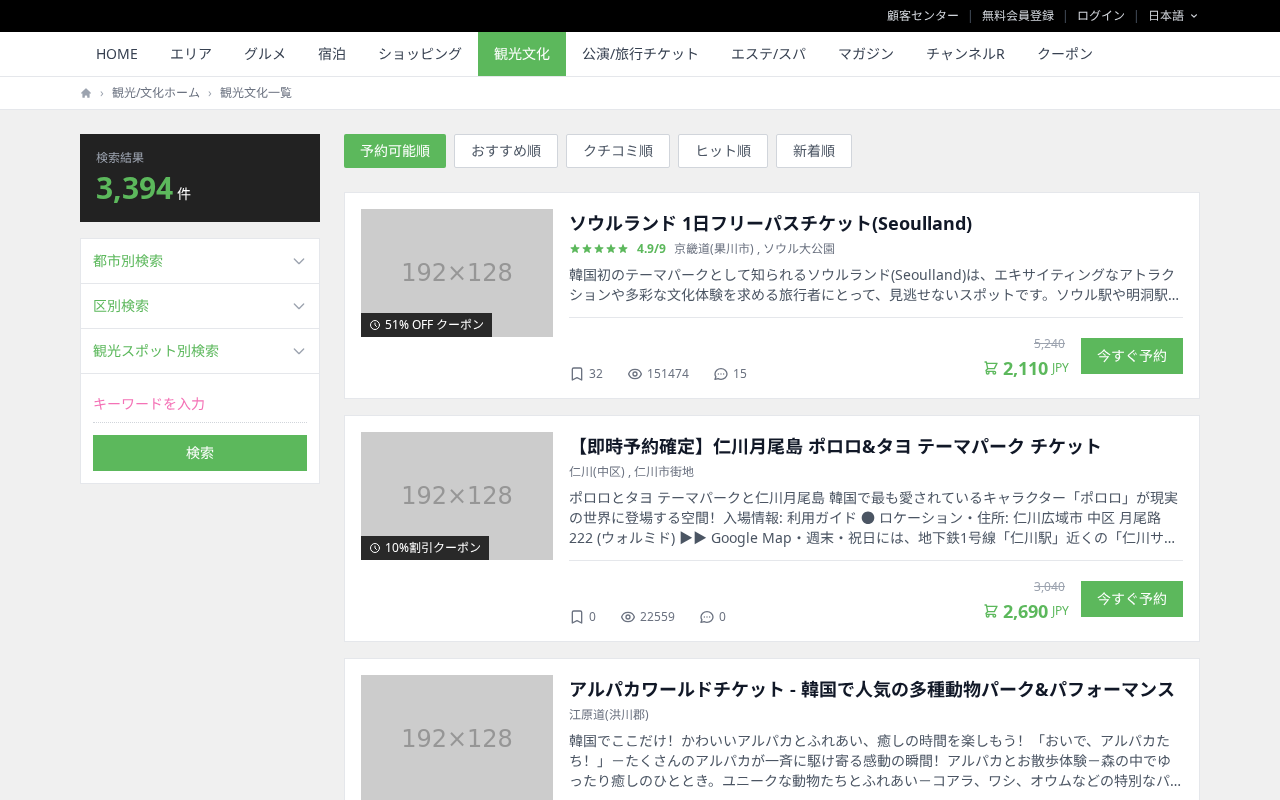 顧客センター | 無料会員登録 | ログイン | 日本語
HOME エリア グルメ 宿泊 ショッピング 観光文化 公演/旅行チケット エステ/スパ マガジン チャンネルR クーポン
› 観光/文化ホーム › 観光文化一覧
検索結果
3,394 件
都市別検索
区別検索
観光スポット別検索
キーワードを入力
検索
予約可能順 おすすめ順 クチコミ順 ヒット順 新着順
192×128
51% OFF クーポン
ソウルランド 1日フリーパスチケット(Seoulland)
★★★★★ 4.9/9 京畿道(果川市) , ソウル大公園
韓国初のテーマパークとして知られるソウルランド(Seoulland)は、エキサイティングなアトラク
ションや多彩な文化体験を求める旅行者にとって、見逃せないスポットです。ソウル駅や明洞駅…
32 151474 15
5,240
2,110 JPY
今すぐ予約
192×128
10%割引クーポン
【即時予約確定】仁川月尾島 ポロロ&タヨ テーマパーク チケット
仁川(中区) , 仁川市街地
ポロロとタヨ テーマパークと仁川月尾島 韓国で最も愛されているキャラクター「ポロロ」が現実
の世界に登場する空間！入場情報: 利用ガイド ● ロケーション・住所: 仁川広域市 中区 月尾路
222 (ウォルミド) ▶▶ Google Map・週末・祝日には、地下鉄1号線「仁川駅」近くの「仁川サ…
0 22559 0
3,040
2,690 JPY
今すぐ予約
192×128
アルパカワールドチケット - 韓国で人気の多種動物パーク&パフォーマンス
江原道(洪川郡)
韓国でここだけ！かわいいアルパカとふれあい、癒しの時間を楽しもう！「おいで、アルパカた
ち！」－たくさんのアルパカが一斉に駆け寄る感動の瞬間！アルパカとお散歩体験－森の中でゆ
ったり癒しのひととき。ユニークな動物たちとふれあい－コアラ、ワシ、オウムなどの特別なパ…